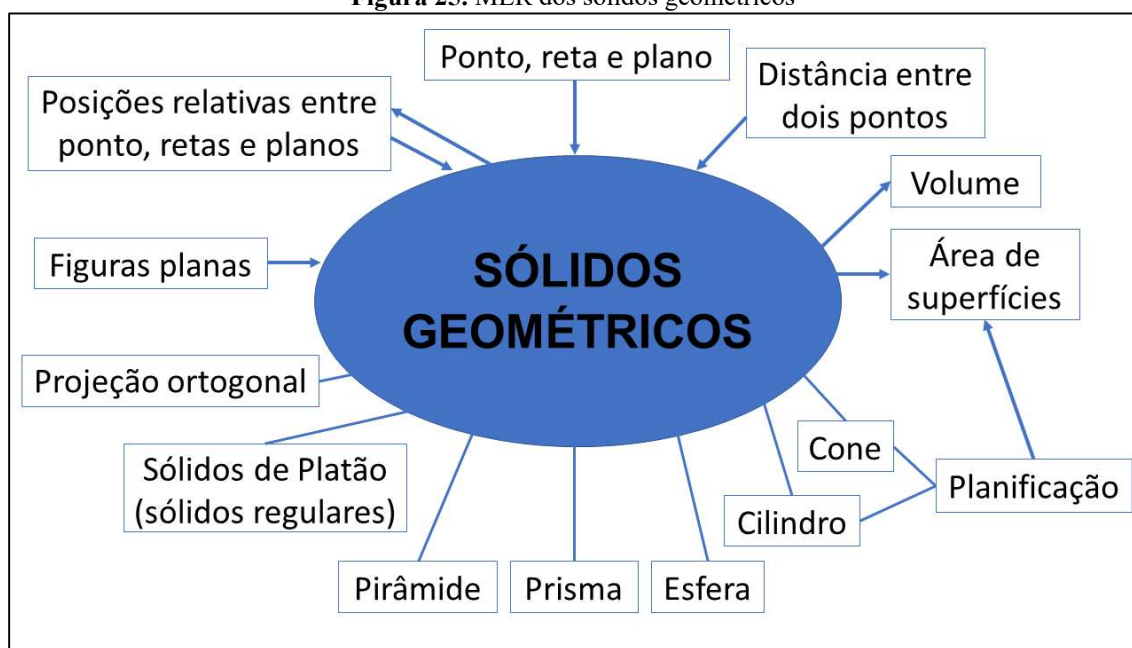 Figura 23. MER dos sólidos geométricos
Ponto, reta e plano
Distância entre
dois pontos
Posições relativas entre
ponto, retas e planos
Volume
Figuras planas
SÓLIDOS
GEOMÉTRICOS
Área de
superfícies
Projeção ortogonal
Sólidos de Platão
(sólidos regulares)
Cone
Planificação
Cilindro
Pirâmide
Prisma
Esfera